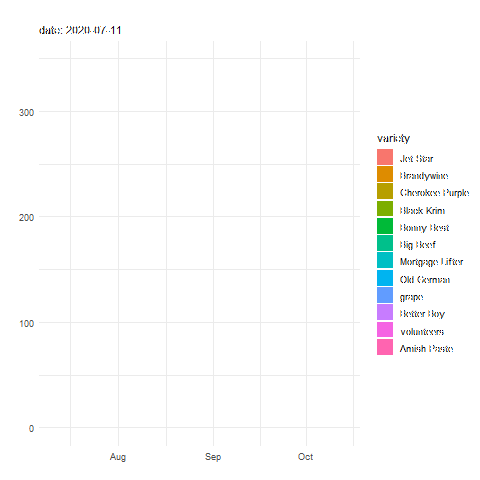 date: 2020-07-11
300
200
100
0
Aug Sep Oct
variety
Jet Star
Brandywine
Cherokee Purple
Black Krim
Bonny Best
Big Beef
Mortgage Lifter
Old German
grape
Better Boy
volunteers
Amish Paste